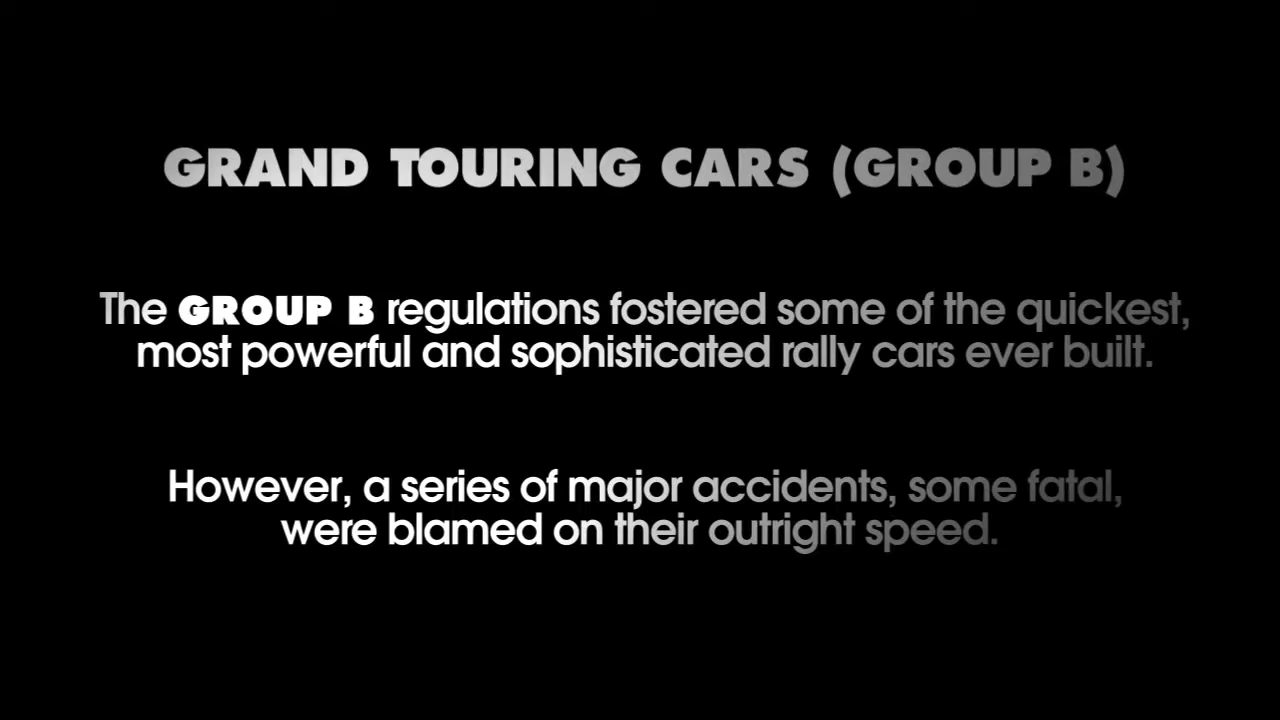 GRAND TOURING CARS (GROUP B)
The GROUP B regulations fostered some of the quickest,
most powerful and sophisticated rally cars ever built.
However, a series of major accidents, some fatal,
were blamed on their outright speed.